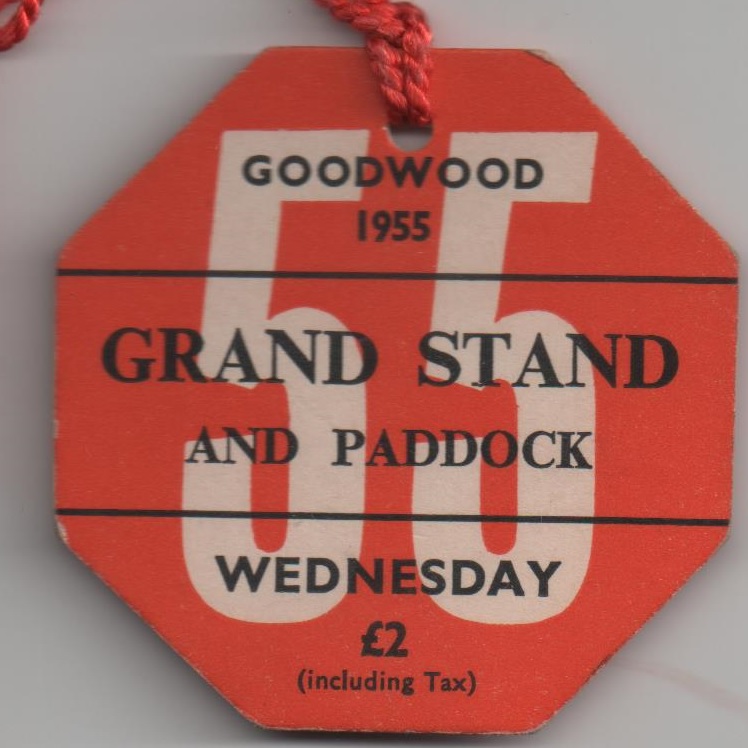 55
GOODWOOD
1955
GRAND STAND
AND PADDOCK
WEDNESDAY
£2
(including Tax)